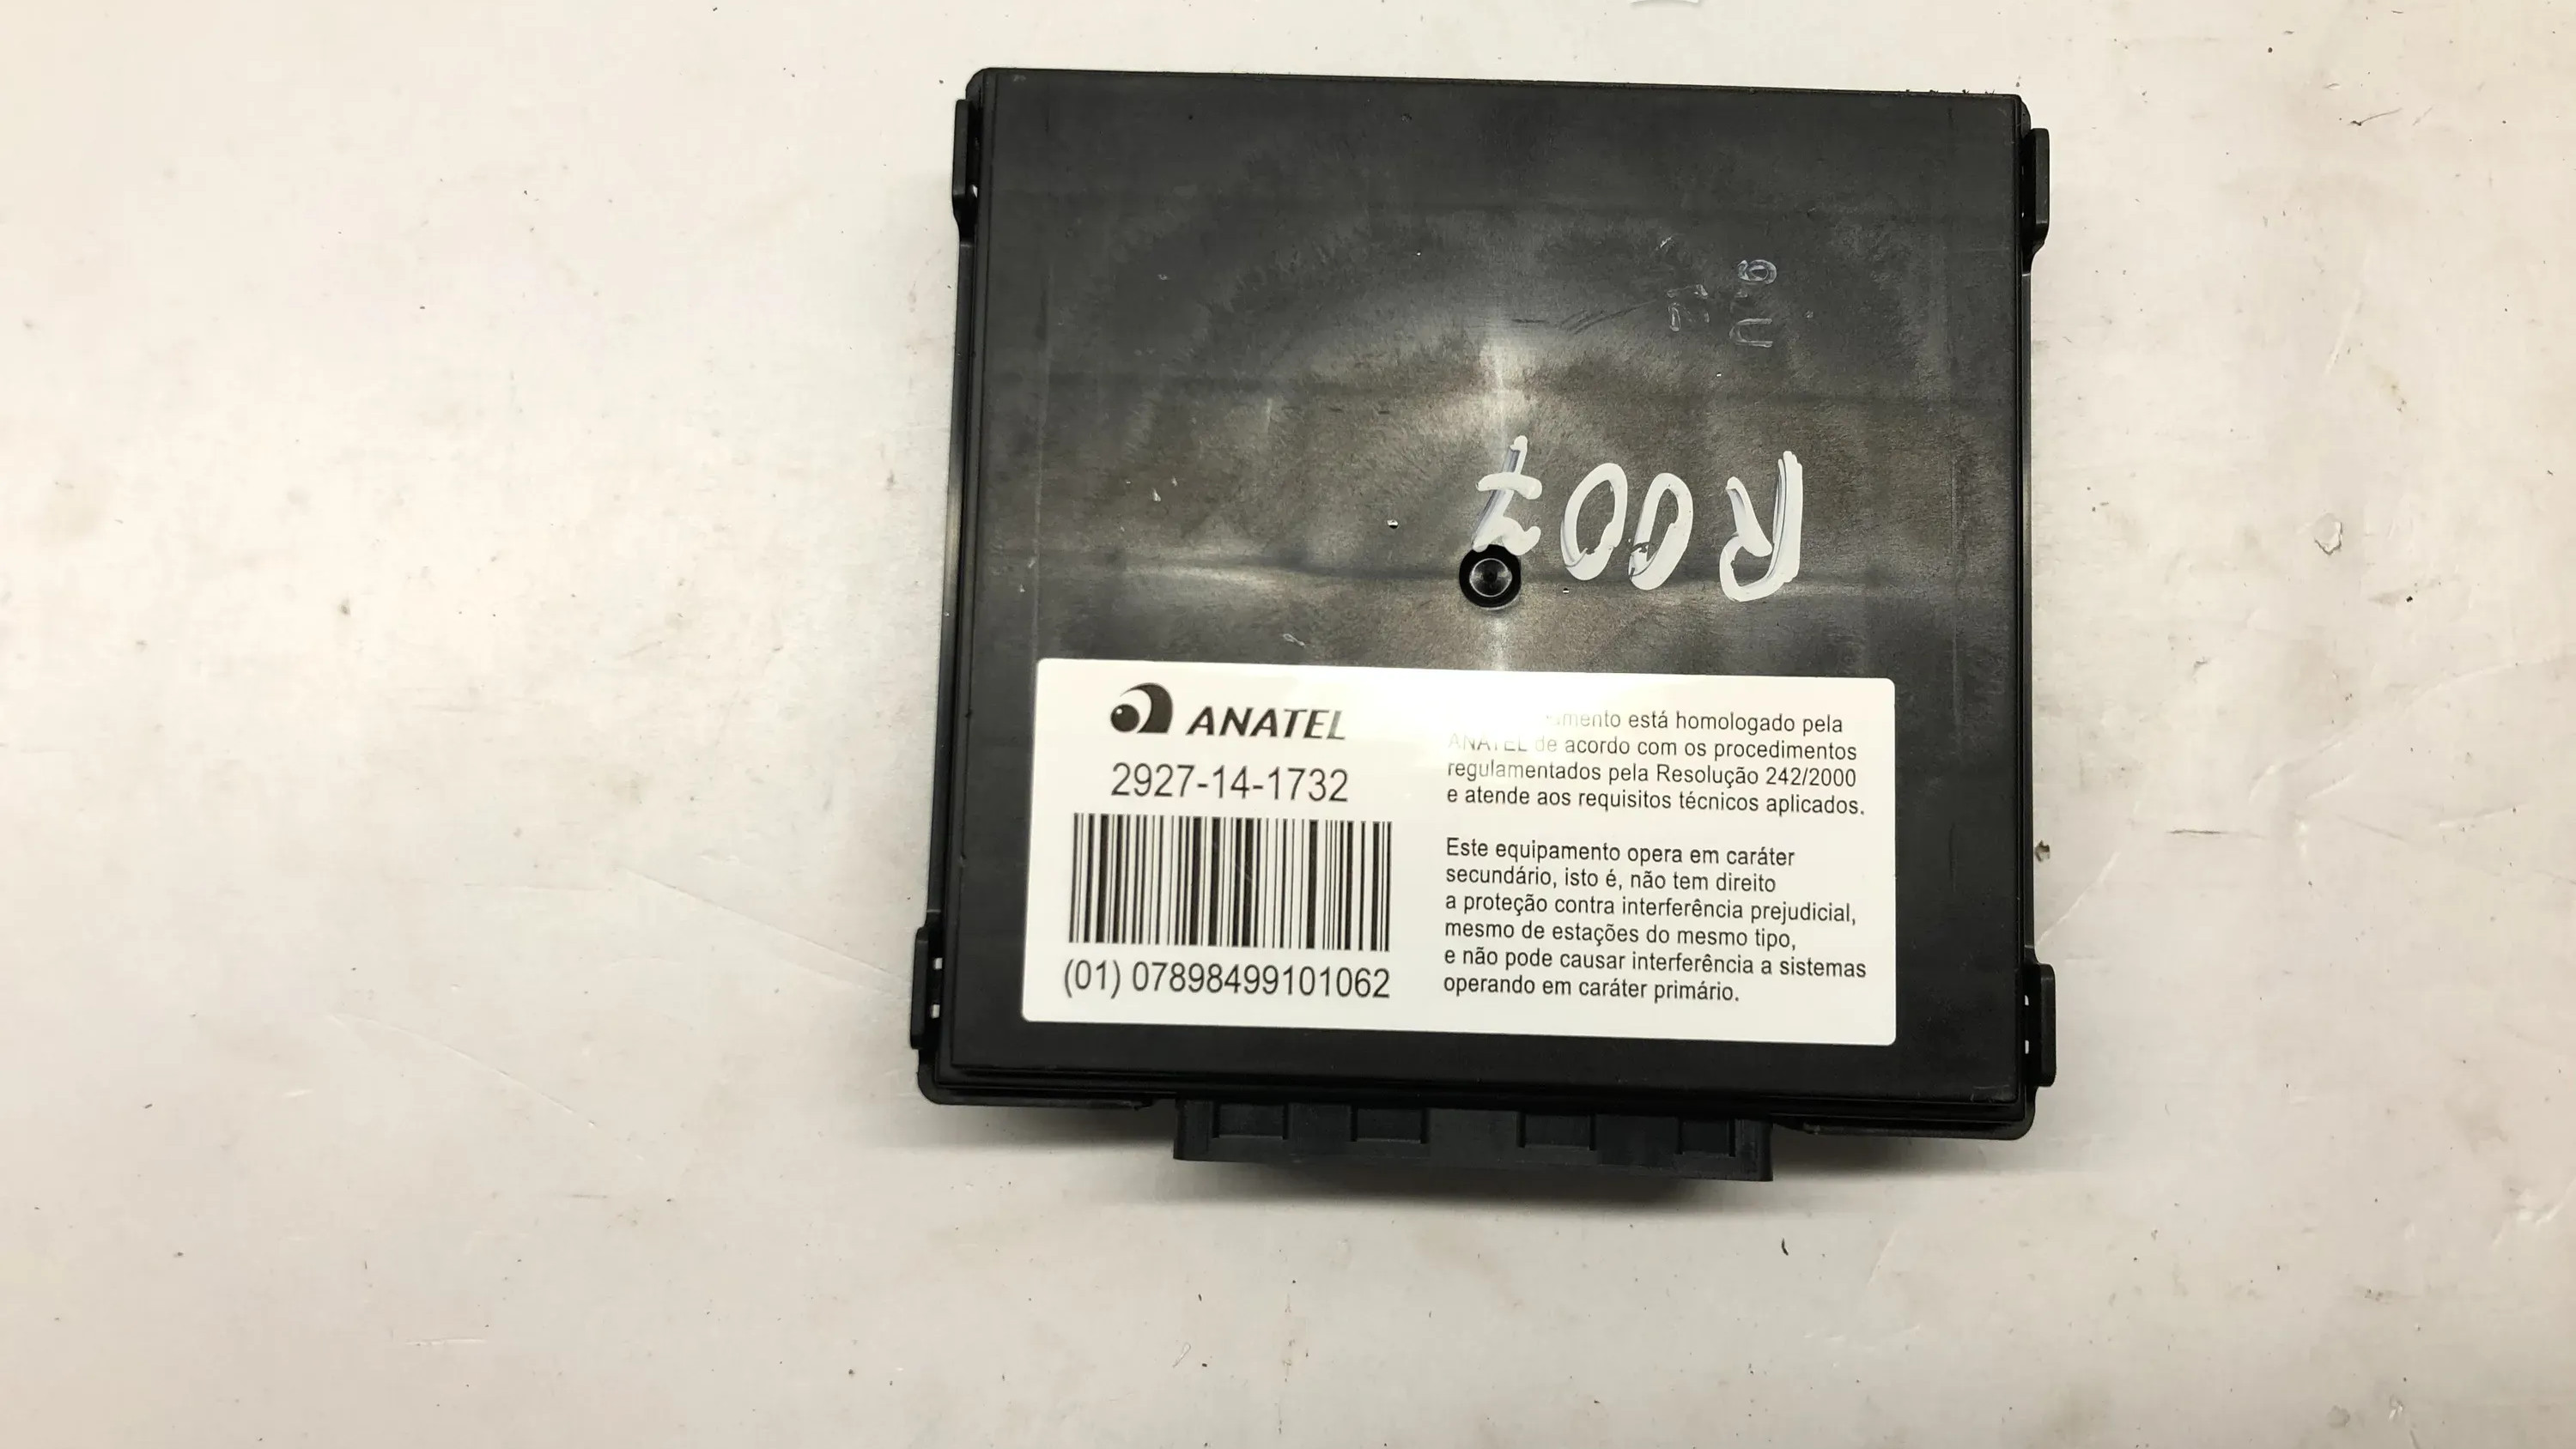 R007
ANATEL
2927-14-1732
(01) 07898499101062
está homologado pela
ANATEL de acordo com os procedimentos
regulamentados pela Resolução 242/2000
e atende aos requisitos técnicos aplicados.
Este equipamento opera em caráter
secundário, isto é, não tem direito
a proteção contra interferência prejudicial,
mesmo de estações do mesmo tipo,
e não pode causar interferência a sistemas
operando em caráter primário.